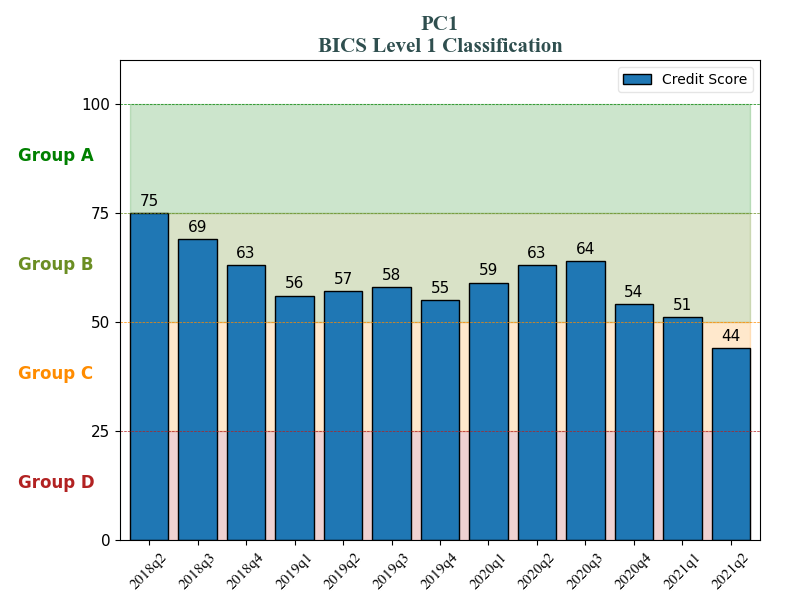 PC1
BICS Level 1 Classification
Credit Score
100
Group A
75
Group B
50
Group C
25
Group D
0
75
69
63
56
57
58
55
59
63
64
54
51
44
2018q2
2018q3
2018q4
2019q1
2019q2
2019q3
2019q4
2020q1
2020q2
2020q3
2020q4
2021q1
2021q2